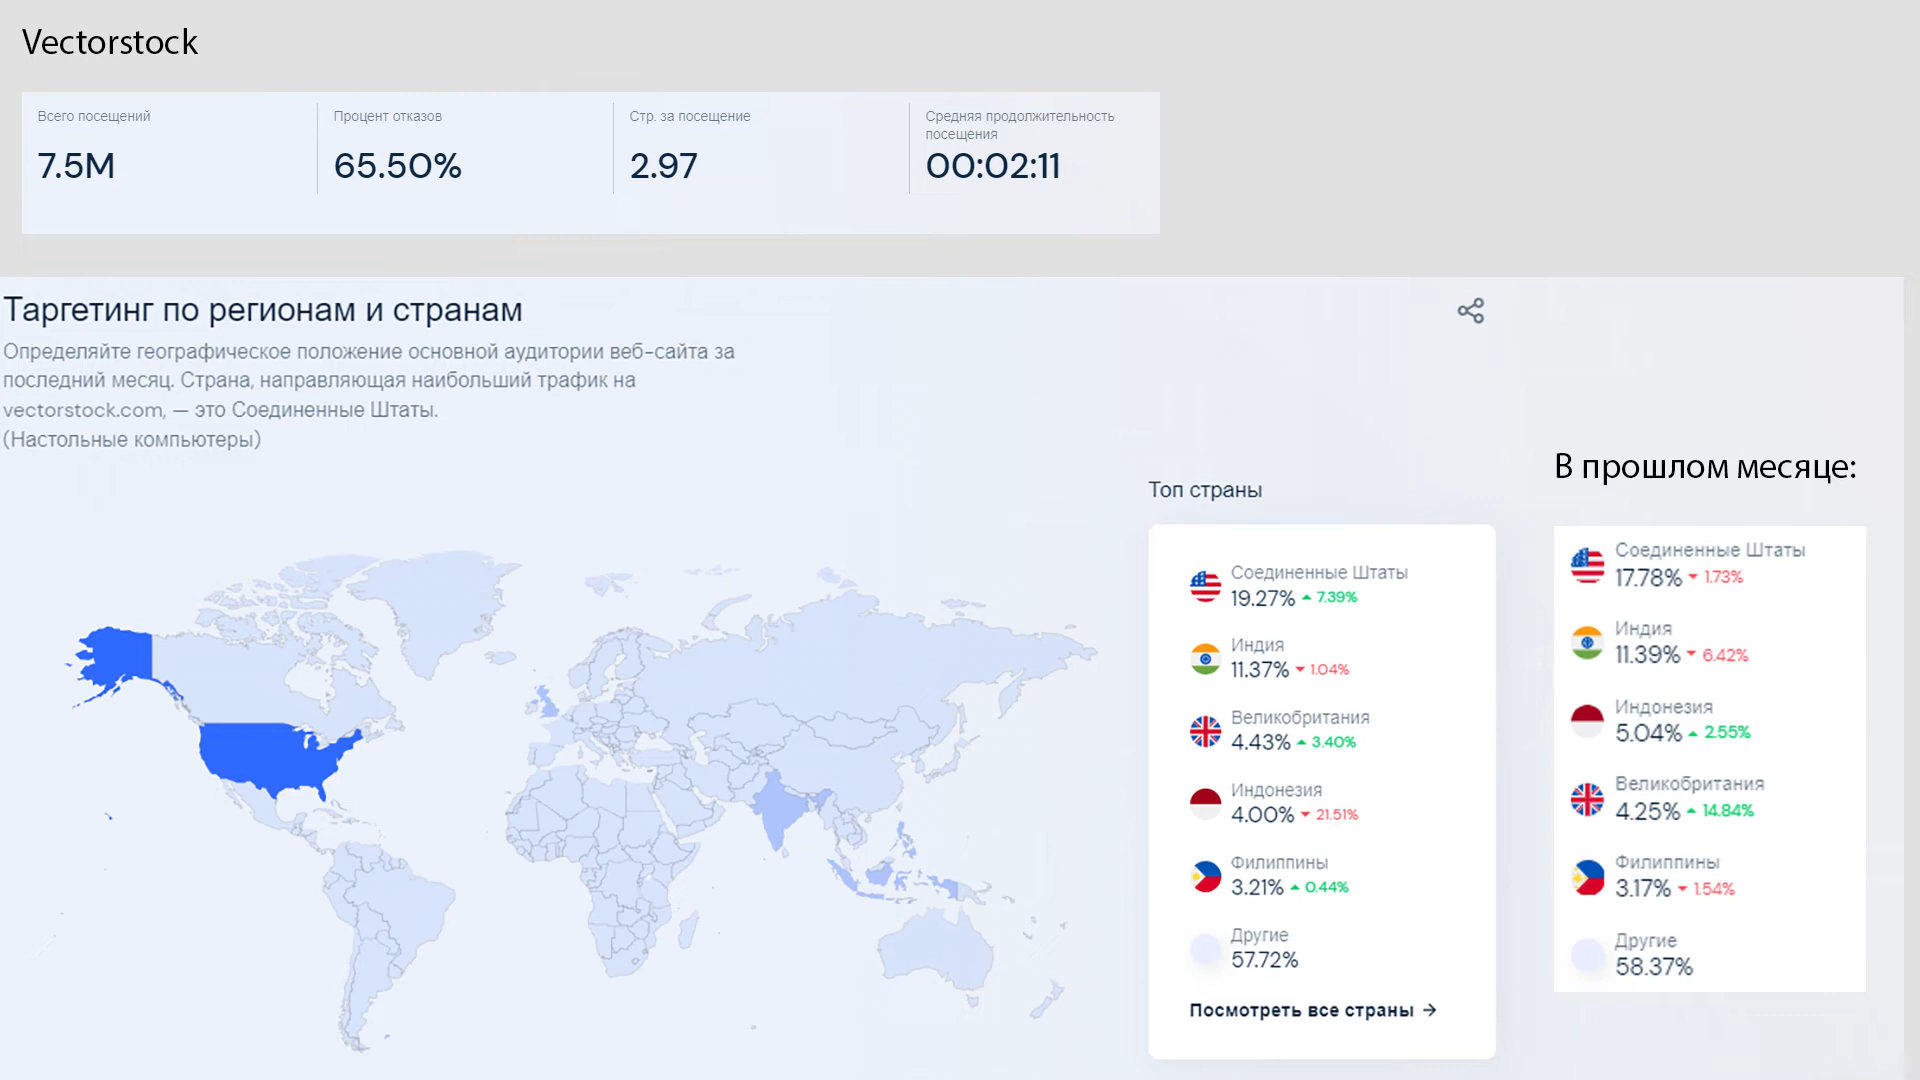 Vectorstock
Всего посещений
7.5M
Процент отказов
65.50%
Стр. за посещение
2.97
Средняя продолжительность
посещения
00:02:11
Таргетинг по регионам и странам
Определяйте географическое положение основной аудитории веб-сайта за
последний месяц. Страна, направляющая наибольший трафик на
vectorstock.com, — это Соединенные Штаты.
(Настольные компьютеры)
Топ страны
Соединенные Штаты
19.27% 7.39%
Индия
11.37% 1.04%
Великобритания
4.43% 3.40%
Индонезия
4.00% 21.51%
Филиппины
3.21% 0.44%
Другие
57.72%
Посмотреть все страны →
В прошлом месяце:
Соединенные Штаты
17.78% 1.73%
Индия
11.39% 6.42%
Индонезия
5.04% 2.55%
Великобритания
4.25% 14.84%
Филиппины
3.17% 1.54%
Другие
58.37%